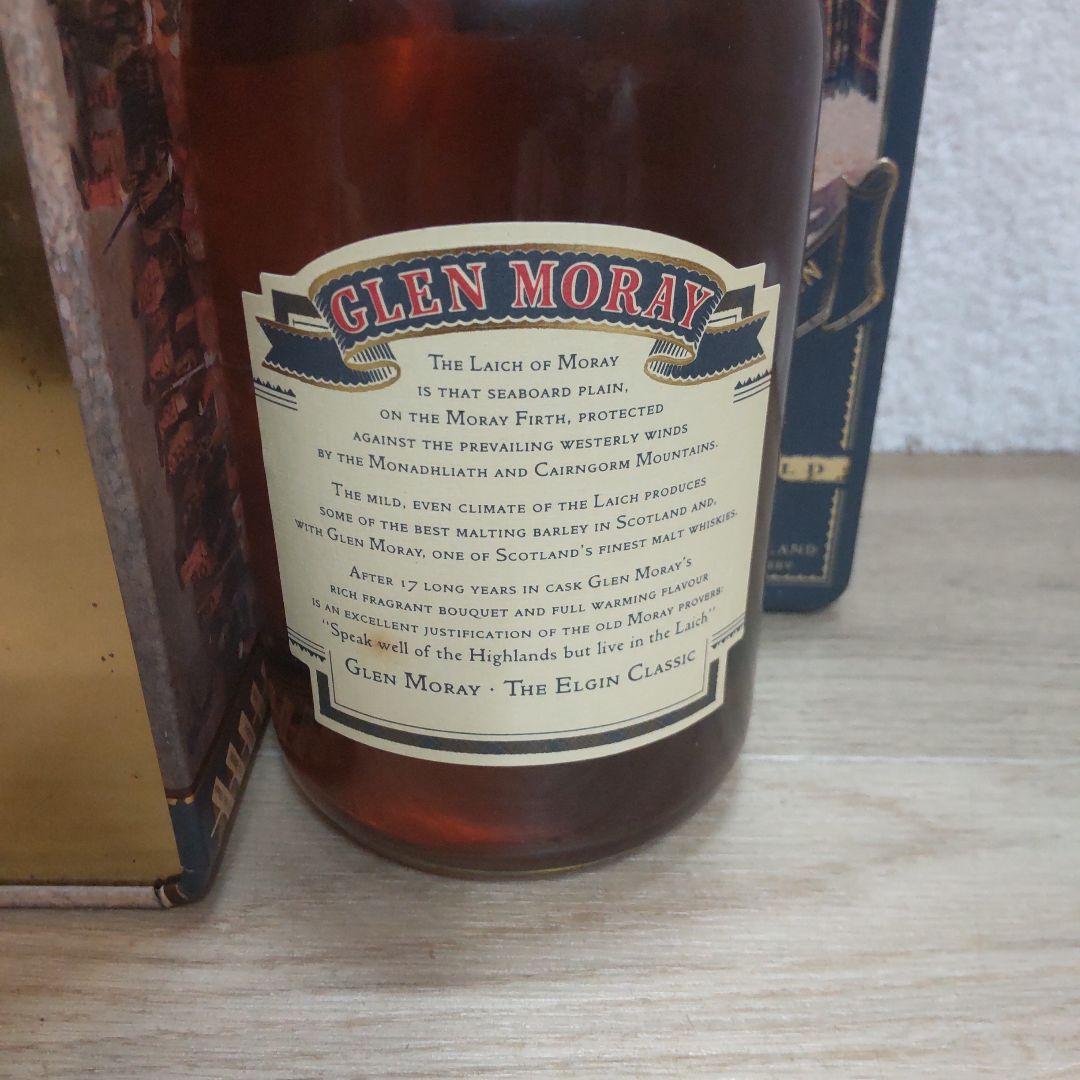 GLEN MORAY
THE LAICH OF MORAY
IS THAT SEABOARD PLAIN,
ON THE MORAY FIRTH, PROTECTED
AGAINST THE PREVAILING WESTERLY WINDS
BY THE MONADHLIATH AND CAIRNGORM MOUNTAINS.
THE MILD, EVEN CLIMATE OF THE LAICH PRODUCES
SOME OF THE BEST MALTING BARLEY IN SCOTLAND AND,
WITH GLEN MORAY, ONE OF SCOTLAND'S FINEST MALT WHISKIES.
AFTER 17 LONG YEARS IN CASK GLEN MORAY'S
RICH FRAGRANT BOUQUET AND FULL WARMING FLAVOUR
IS AN EXCELLENT JUSTIFICATION OF THE OLD MORAY PROVERB:
"Speak well of the Highlands but live in the Laich"
GLEN MORAY · THE ELGIN CLASSIC